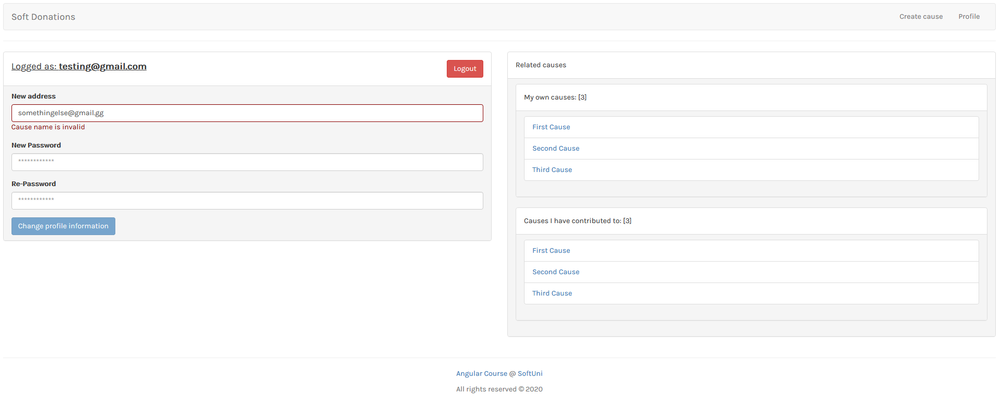 Soft Donations
Create cause
Profile
Logged as: testing@gmail.com
Logout
New address
somethingelse@gmail.gg
Cause name is invalid
New Password
************
Re-Password
************
Change profile information
Related causes
My own causes: [3]
First Cause
Second Cause
Third Cause
Causes I have contributed to: [3]
First Cause
Second Cause
Third Cause
Angular Course @ SoftUni
All rights reserved © 2020